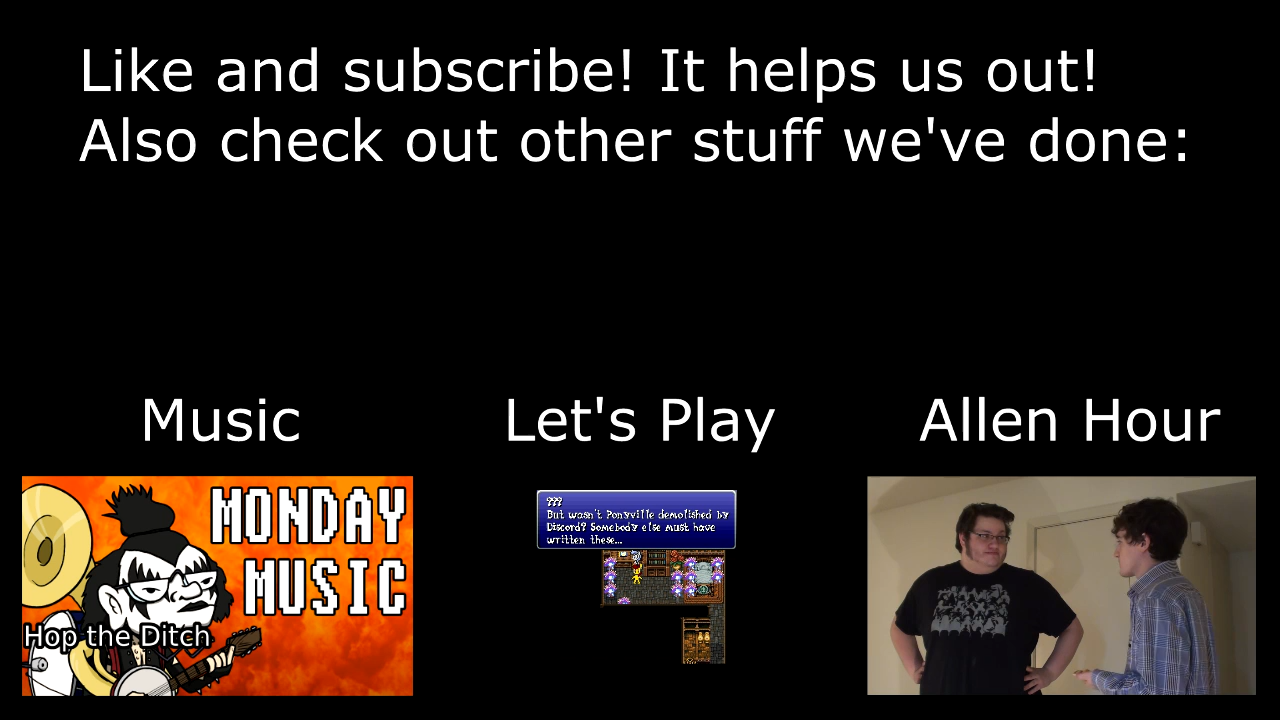 Like and subscribe! It helps us out!
Also check out other stuff we've done:
Music
Let's Play
Allen Hour
MONDAY
MUSIC
Hop the Ditch
???
But wasn't Ponyville demolished by
Discord? Somebody else must have
written these...